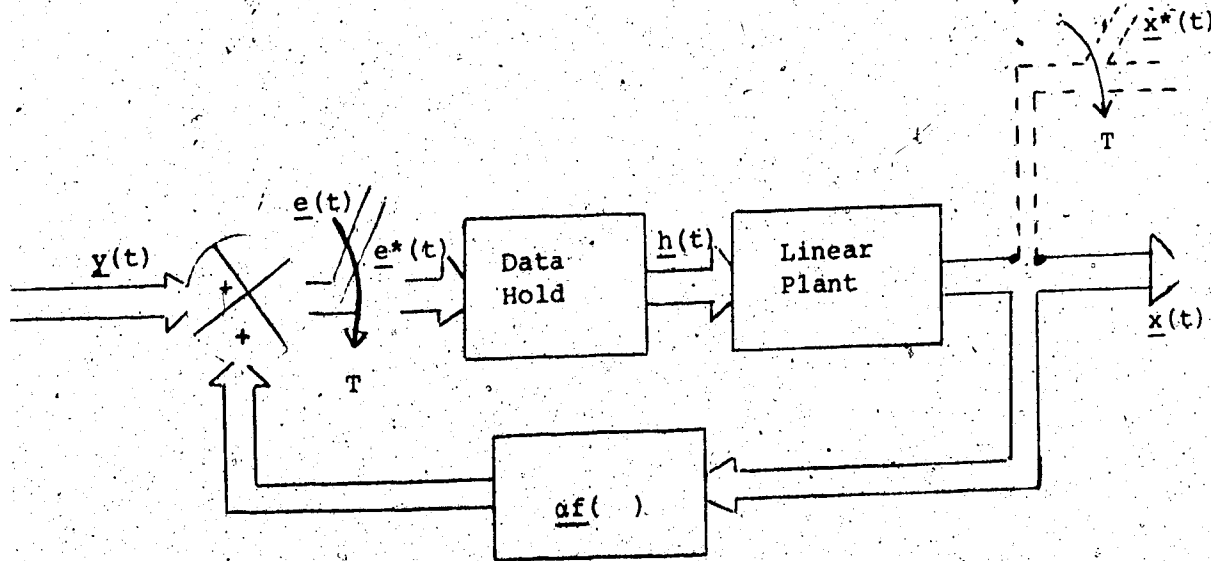 x*(t)
T
e(t)
y(t)
e*(t)
Data
Hold
h(t)
Linear
Plant
+
+
T
x(t)
αf( )